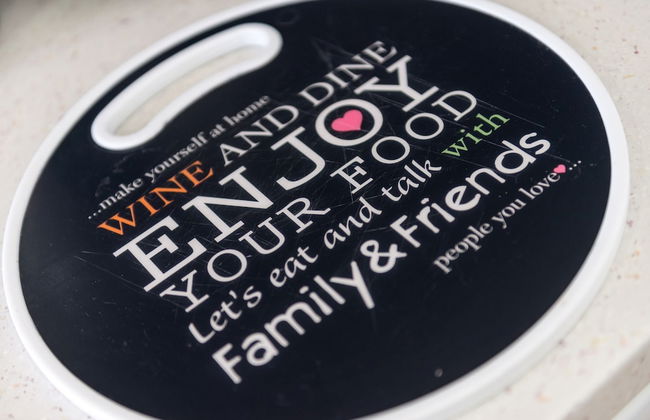 ...make yourself at home
WINE AND DINE
ENJOY
YOUR FOOD
Let's eat and talk with
Family & Friends
people you love...